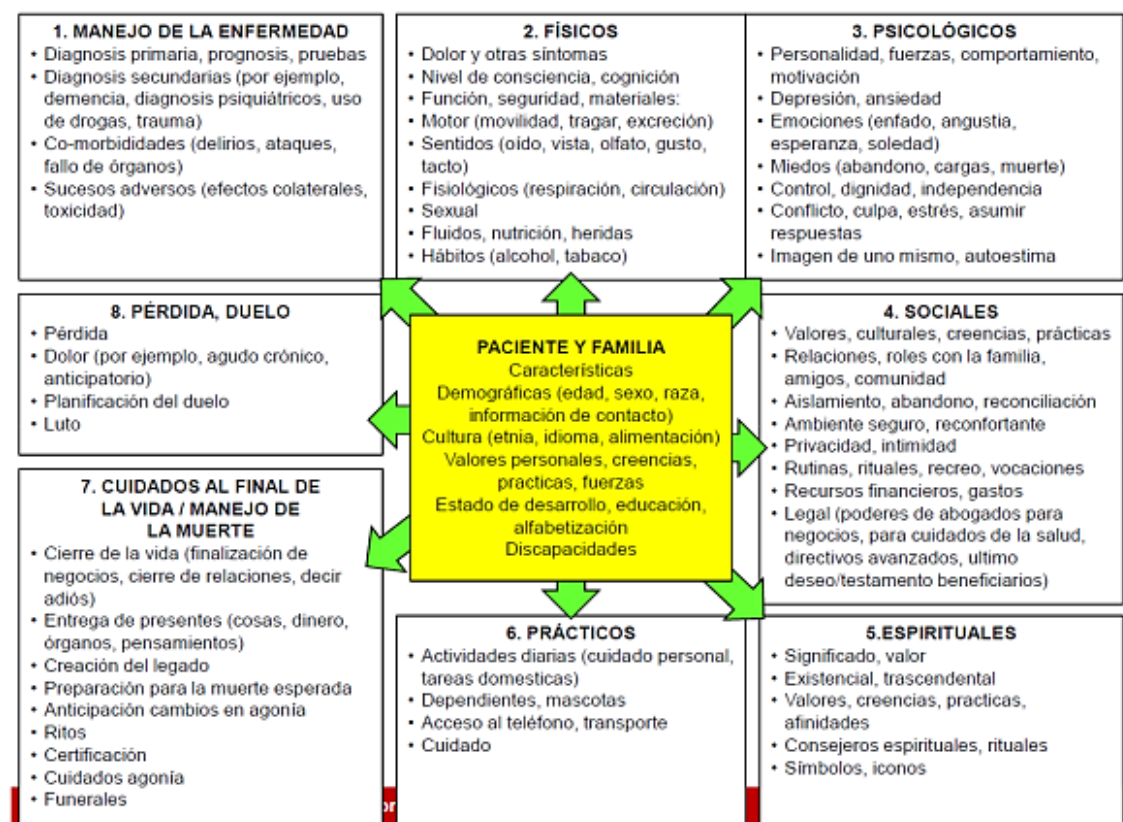 1. MANEJO DE LA ENFERMEDAD
• Diagnosis primaria, prognosis, pruebas
• Diagnosis secundarias (por ejemplo,
demencia, diagnosis psiquiátricos, uso
de drogas, trauma)
• Co-morbididades (delirios, ataques,
fallo de órganos)
• Sucesos adversos (efectos colaterales,
toxicidad)
2. FÍSICOS
• Dolor y otras síntomas
• Nivel de consciencia, cognición
• Función, seguridad, materiales:
• Motor (movilidad, tragar, excreción)
• Sentidos (oído, vista, olfato, gusto,
tacto)
• Fisiológicos (respiración, circulación)
• Sexual
• Fluidos, nutrición, heridas
• Hábitos (alcohol, tabaco)
3. PSICOLÓGICOS
• Personalidad, fuerzas, comportamiento,
motivación
• Depresión, ansiedad
• Emociones (enfado, angustia,
esperanza, soledad)
• Miedos (abandono, cargas, muerte)
• Control, dignidad, independencia
• Conflicto, culpa, estrés, asumir
respuestas
• Imagen de uno mismo, autoestima
8. PÉRDIDA, DUELO
• Pérdida
• Dolor (por ejemplo, agudo crónico,
anticipatorio)
• Planificación del duelo
• Luto
PACIENTE Y FAMILIA
Características
Demográficas (edad, sexo, raza,
información de contacto)
Cultura (etnia, idioma, alimentación)
Valores personales, creencias,
practicas, fuerzas
Estado de desarrollo, educación,
alfabetización
Discapacidades
4. SOCIALES
• Valores, culturales, creencias, prácticas
• Relaciones, roles con la familia,
amigos, comunidad
• Aislamiento, abandono, reconciliación
• Ambiente seguro, reconfortante
• Privacidad, intimidad
• Rutinas, rituales, recreo, vocaciones
• Recursos financieros, gastos
• Legal (poderes de abogados para
negocios, para cuidados de la salud,
directivos avanzados, ultimo
deseo/testamento beneficiarios)
7. CUIDADOS AL FINAL DE
LA VIDA / MANEJO DE
LA MUERTE
• Cierre de la vida (finalización de
negocios, cierre de relaciones, decir
adiós)
• Entrega de presentes (cosas, dinero,
órganos, pensamientos)
• Creación del legado
• Preparación para la muerte esperada
• Anticipación cambios en agonía
• Ritos
• Certificación
• Cuidados agonía
• Funerales
6. PRÁCTICOS
• Actividades diarias (cuidado personal,
tareas domesticas)
• Dependientes, mascotas
• Acceso al teléfono, transporte
• Cuidado
5.ESPIRITUALES
• Significado, valor
• Existencial, trascendental
• Valores, creencias, practicas,
afinidades
• Consejeros espirituales, rituales
• Símbolos, iconos